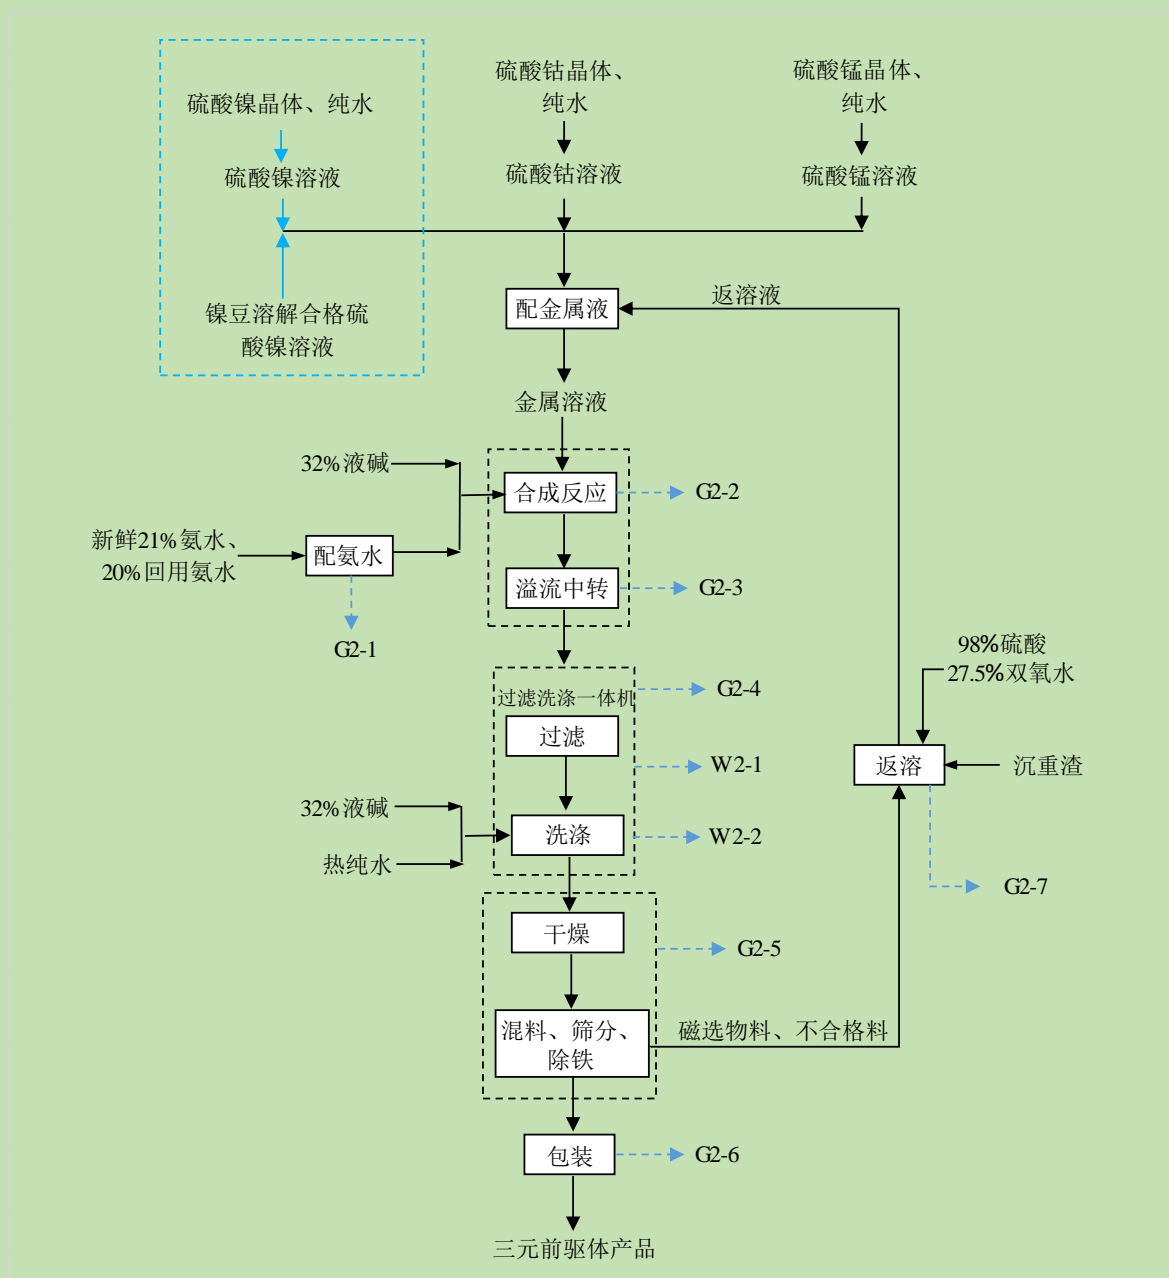 硫酸钴晶体、
纯水
硫酸锰晶体、
纯水
硫酸镍晶体、纯水
硫酸镍溶液
硫酸钴溶液
硫酸锰溶液
镍豆溶解合格硫
酸镍溶液
配金属液
返溶液
金属溶液
32%液碱
合成反应
G2-2
新鲜21%氨水、
20%回用氨水
配氨水
G2-1
溢流中转
G2-3
98%硫酸
27.5%双氧水
过滤洗涤一体机
G2-4
过滤
W2-1
返溶
沉重渣
32%液碱
热纯水
洗涤
W2-2
G2-7
干燥
G2-5
混料、筛分、
除铁
磁选物料、不合格料
包装
G2-6
三元前驱体产品